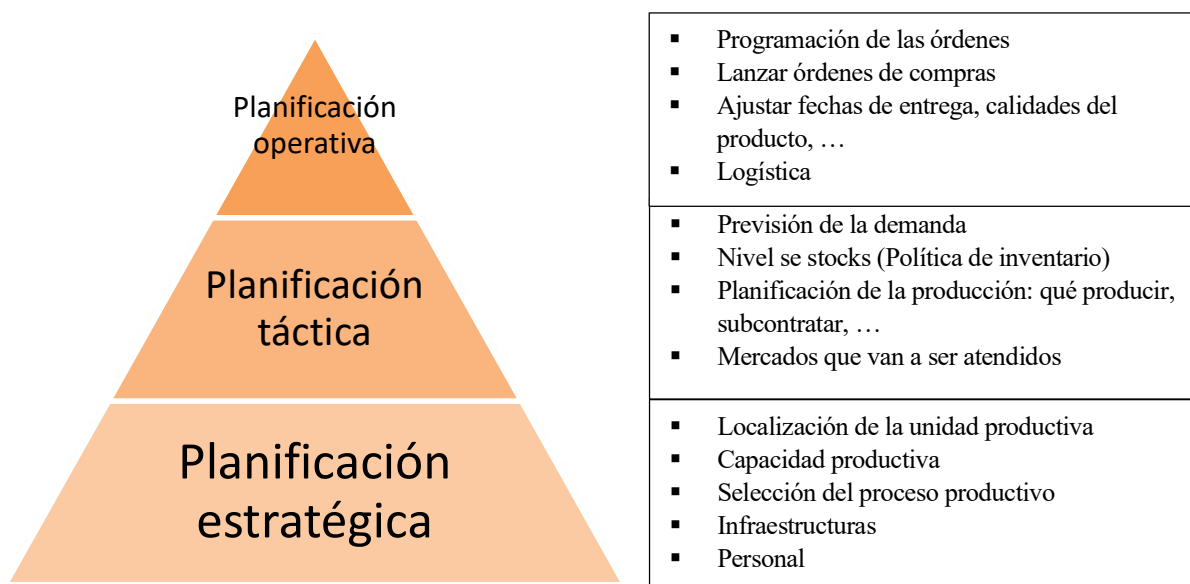 Planificación
operativa
▪ Programación de las órdenes
▪ Lanzar órdenes de compras
▪ Ajustar fechas de entrega, calidades del
producto, …
▪ Logística
Planificación
táctica
▪ Previsión de la demanda
▪ Nivel se stocks (Política de inventario)
▪ Planificación de la producción: qué producir,
subcontratar, …
▪ Mercados que van a ser atendidos
Planificación
estratégica
▪ Localización de la unidad productiva
▪ Capacidad productiva
▪ Selección del proceso productivo
▪ Infraestructuras
▪ Personal